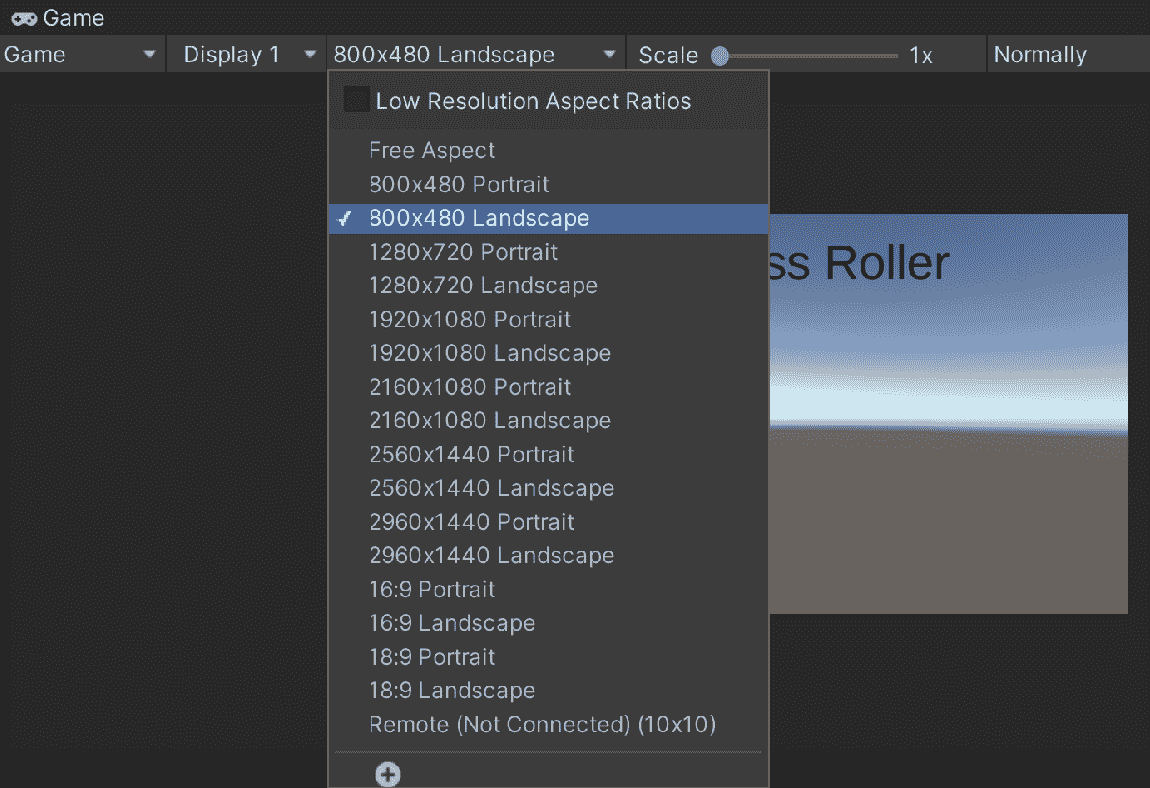 Game
Game Display 1 800x480 Landscape Scale 1x Normally
Low Resolution Aspect Ratios
Free Aspect
800x480 Portrait
800x480 Landscape
ss Roller
1280x720 Portrait
1280x720 Landscape
1920x1080 Portrait
1920x1080 Landscape
2160x1080 Portrait
2160x1080 Landscape
2560x1440 Portrait
2560x1440 Landscape
2960x1440 Portrait
2960x1440 Landscape
16:9 Portrait
16:9 Landscape
18:9 Portrait
18:9 Landscape
Remote (Not Connected) (10x10)